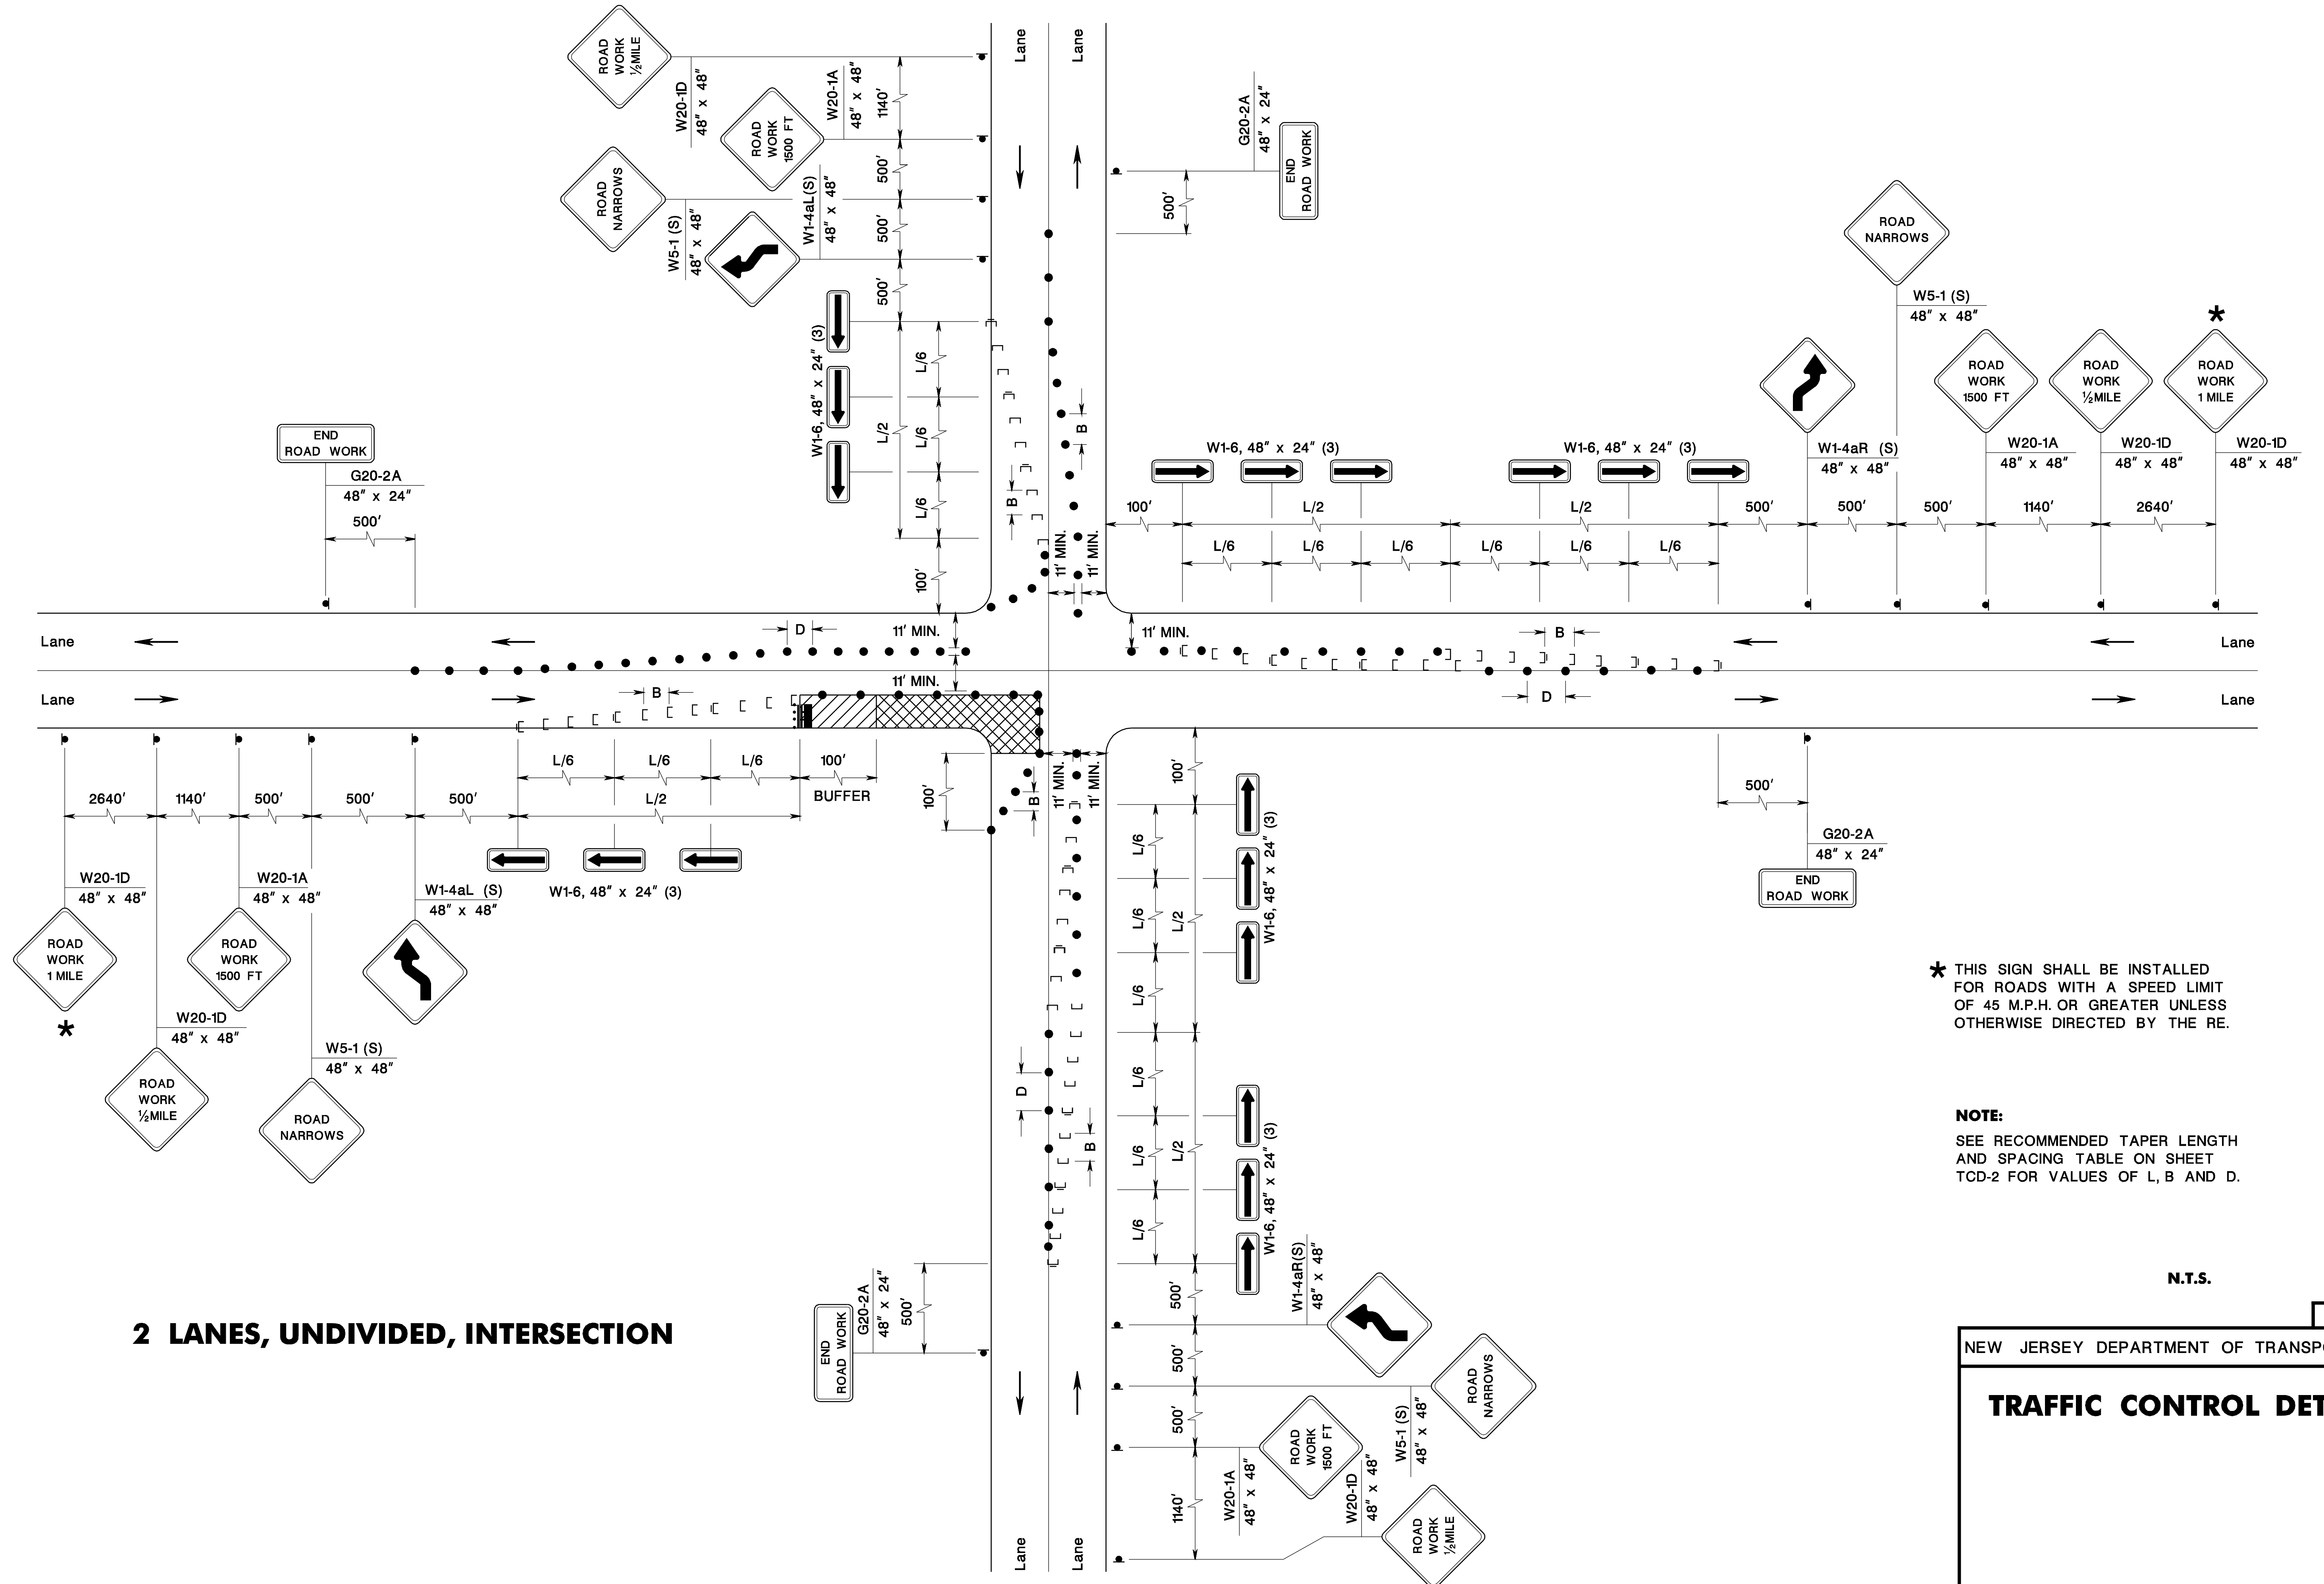 ROAD
WORK
½MILE
W20-1D
48" x 48"
ROAD
WORK
1500 FT
W20-1A
48" x 48"
1140'
500'
ROAD
NARROWS
W5-1 (S)
48" x 48"
W1-4aL(S)
48" x 48"
500'
500'
W1-6, 48" x 24" (3)
L/2
L/6
L/6
L/6
100'
B
Lane
Lane
G20-2A
48" x 24"
END
ROAD WORK
500'
11' MIN.
11' MIN.
B
END
ROAD WORK
G20-2A
48" x 24"
500'
Lane
Lane
D
11' MIN.
11' MIN.
B
L/6
L/6
L/6
100'
BUFFER
L/2
2640'
1140'
500'
500'
500'
W1-6, 48" x 24" (3)
W20-1D
48" x 48"
ROAD
WORK
1 MILE
*
W20-1D
48" x 48"
ROAD
WORK
½MILE
W20-1A
48" x 48"
ROAD
WORK
1500 FT
W5-1 (S)
48" x 48"
ROAD
NARROWS
W1-4aL (S)
48" x 48"
W1-6, 48" x 24" (3)
W1-6, 48" x 24" (3)
100'
L/2
L/2
500'
500'
500'
1140'
2640'
L/6
L/6
L/6
L/6
L/6
L/6
11' MIN.
B
D
W1-4aR (S)
48" x 48"
ROAD
NARROWS
W5-1 (S)
48" x 48"
ROAD
WORK
1500 FT
W20-1A
48" x 48"
ROAD
WORK
½MILE
W20-1D
48" x 48"
*
ROAD
WORK
1 MILE
W20-1D
48" x 48"
Lane
Lane
500'
G20-2A
48" x 24"
END
ROAD WORK
100'
B
11' MIN.
11' MIN.
100'
L/6
L/6
L/6
L/2
W1-6, 48" x 24" (3)
L/6
L/6
L/6
L/2
W1-6, 48" x 24" (3)
D
B
500'
G20-2A
48" x 24"
END
ROAD WORK
500'
W1-4aR(S)
48" x 48"
500'
ROAD
NARROWS
W5-1 (S)
48" x 48"
500'
ROAD
WORK
1500 FT
W20-1A
48" x 48"
1140'
W20-1D
48" x 48"
ROAD
WORK
½MILE
Lane
Lane
* THIS SIGN SHALL BE INSTALLED
FOR ROADS WITH A SPEED LIMIT
OF 45 M.P.H. OR GREATER UNLESS
OTHERWISE DIRECTED BY THE RE.
NOTE:
SEE RECOMMENDED TAPER LENGTH
AND SPACING TABLE ON SHEET
TCD-2 FOR VALUES OF L, B AND D.
N.T.S.
2 LANES, UNDIVIDED, INTERSECTION
NEW JERSEY DEPARTMENT OF
TRAFFIC CONTROL